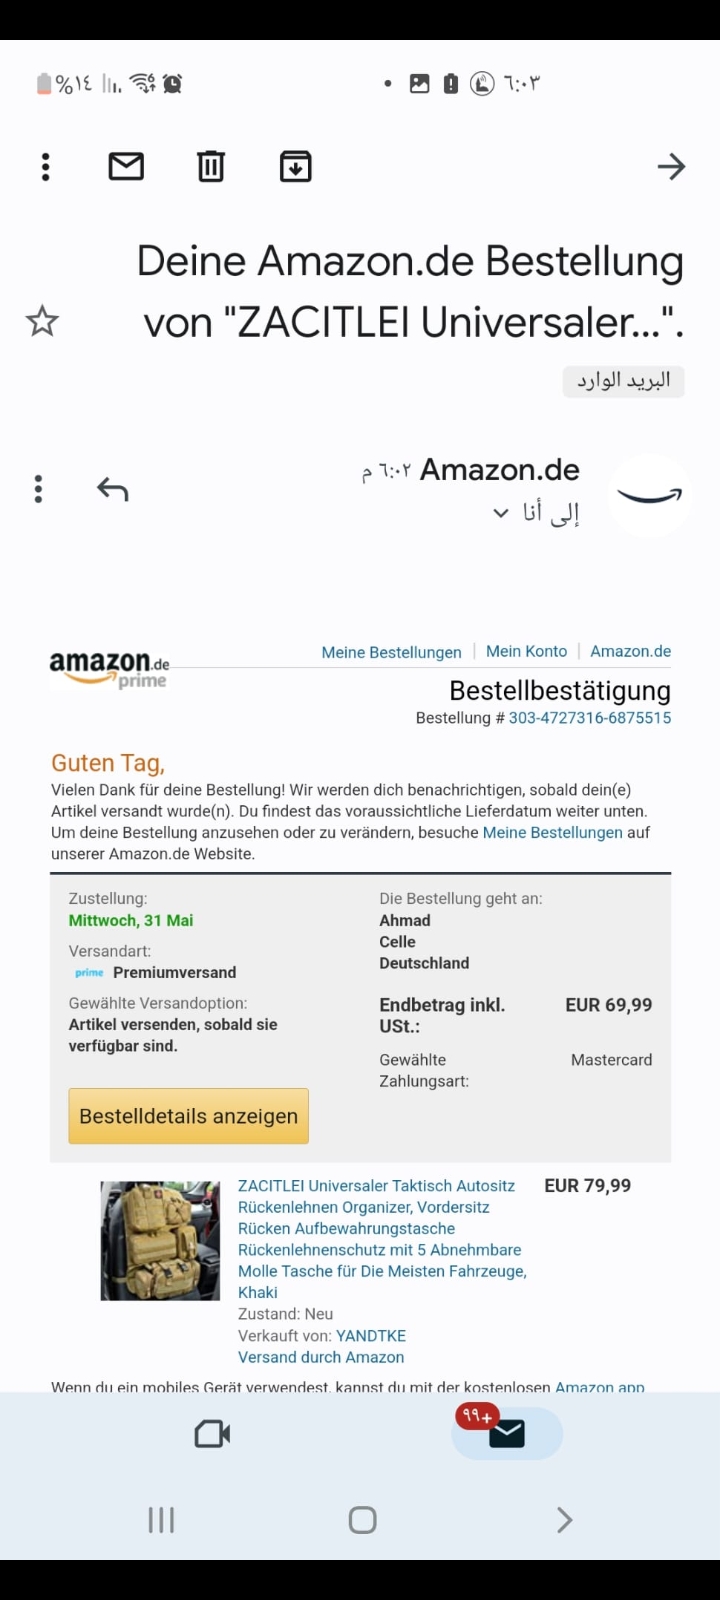 %١٤ ٦:٠٣
Deine Amazon.de Bestellung
von "ZACITLEI Universaler...".
البريد الوارد
Amazon.de ٦:٠٢ م
إلى أنا
amazon.de
prime
Meine Bestellungen | Mein Konto | Amazon.de
Bestellbestätigung
Bestellung # 303-4727316-6875515
Guten Tag,
Vielen Dank für deine Bestellung! Wir werden dich benachrichtigen, sobald dein(e)
Artikel versandt wurde(n). Du findest das voraussichtliche Lieferdatum weiter unten.
Um deine Bestellung anzusehen oder zu verändern, besuche Meine Bestellungen auf
unserer Amazon.de Website.
Zustellung:
Mittwoch, 31 Mai
Versandart:
prime Premiumversand
Gewählte Versandoption:
Artikel versenden, sobald sie
verfügbar sind.
Bestelldetails anzeigen
Die Bestellung geht an:
Ahmad
Celle
Deutschland
Endbetrag inkl. EUR 69,99
USt.:
Gewählte Mastercard
Zahlungsart:
ZACITLEI Universaler Taktisch Autositz EUR 79,99
Rückenlehnen Organizer, Vordersitz
Rücken Aufbewahrungstasche
Rückenlehnenschutz mit 5 Abnehmbare
Molle Tasche für Die Meisten Fahrzeuge,
Khaki
Zustand: Neu
Verkauft von: YANDTKE
Versand durch Amazon
Wenn du ein mobiles Gerät verwendest, kannst du mit der kostenlosen Amazon app
٩٩+